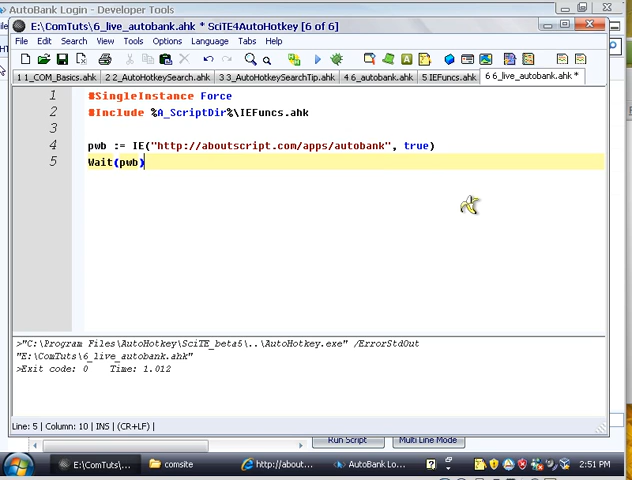 AutoBank Login - Developer Tools
E:\ComTuts\6_live_autobank.ahk * SciTE4AutoHotkey [6 of 6]
File Edit Search View Tools Options Language Tabs Help
1 1_COM_Basics.ahk 2 2_AutoHotkeySearch.ahk 3 3_AutoHotkeySearchTip.ahk 4 6_autobank.ahk 5 IEFuncs.ahk 6 6_live_autobank.ahk *
1 #SingleInstance Force
2 #Include %A_ScriptDir%\IEFuncs.ahk
3
4 pwb := IE("http://aboutscript.com/apps/autobank", true)
5 Wait(pwb)
>"C:\Program Files\AutoHotkey\SciTE_beta5\..\AutoHotkey.exe" /ErrorStdOut
"E:\ComTuts\6_live_autobank.ahk"
>Exit code: 0 Time: 1.012
Line: 5 | Column: 10 | INS | (CR+LF) |
Run Script Multi Line Mode
E:\ComTuts\... comsite http://about... AutoBank Lo... 2:51 PM